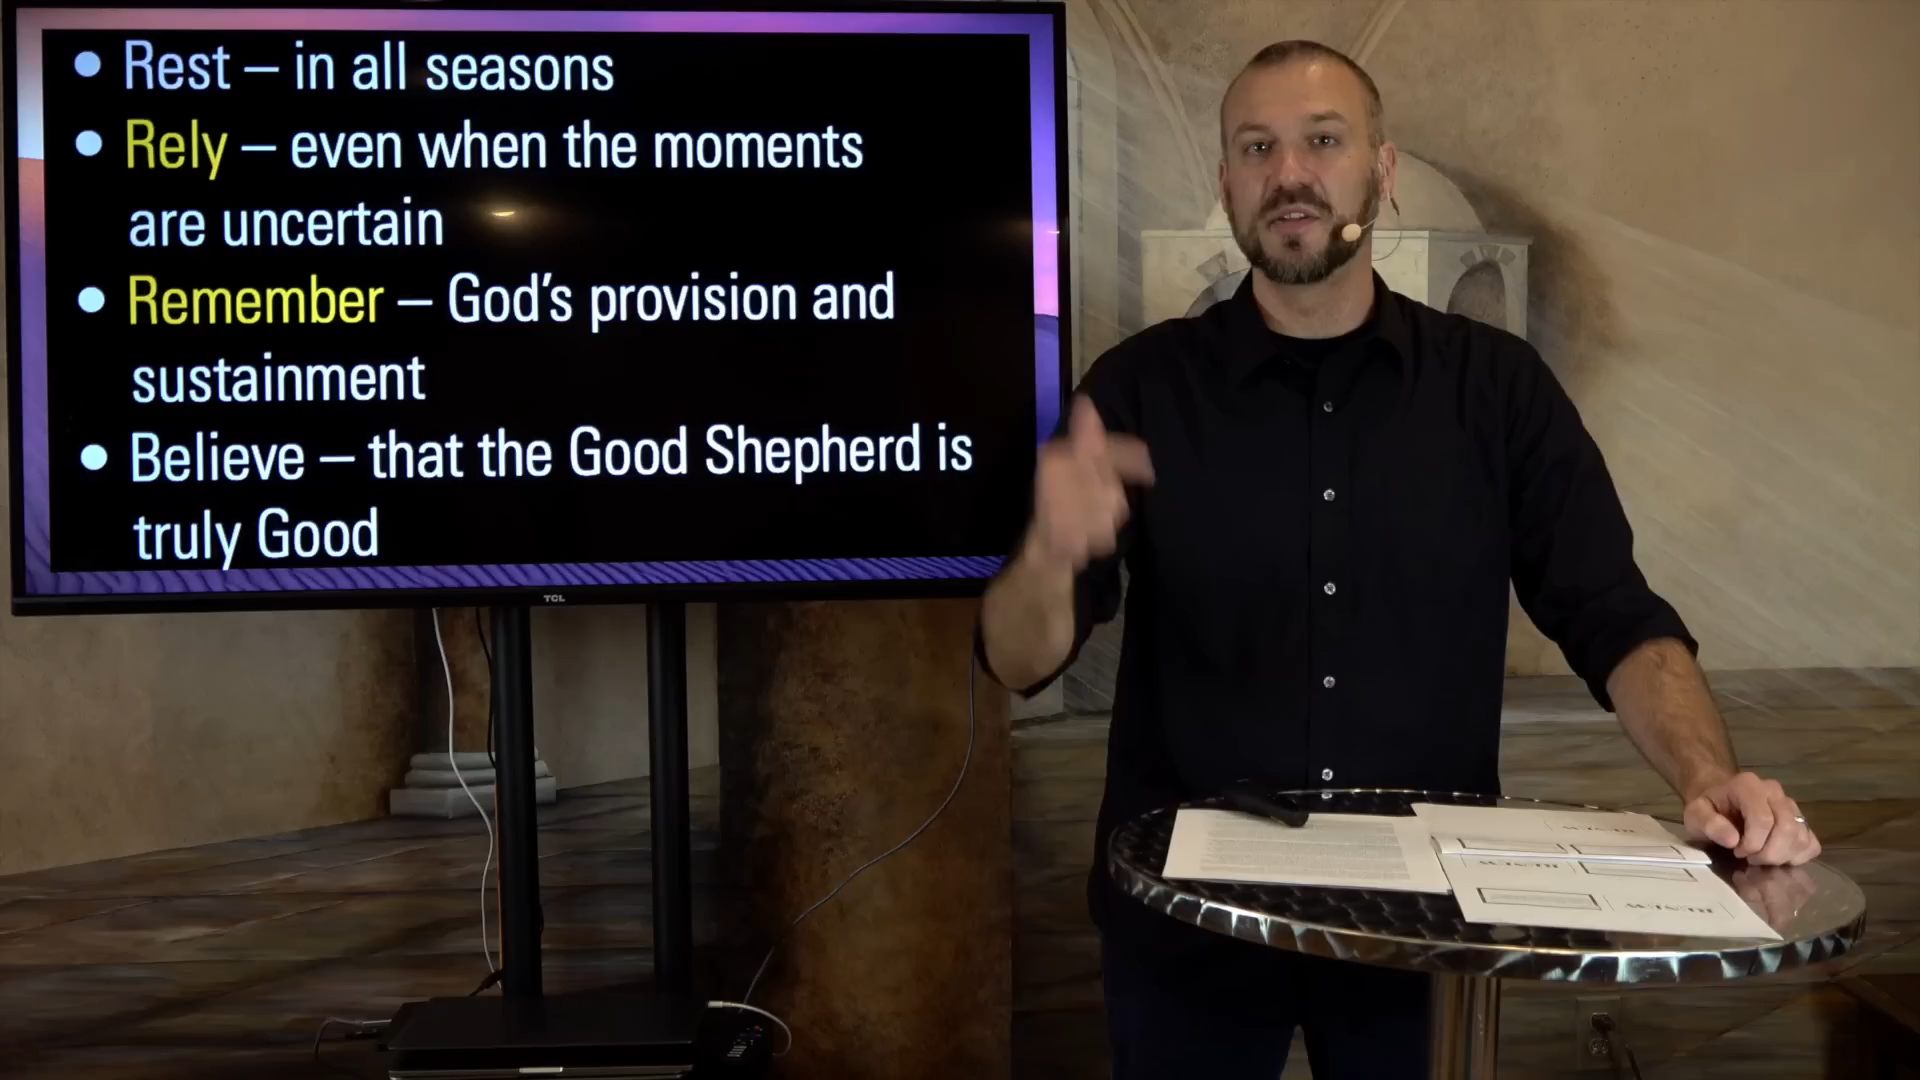 • Rest – in all seasons
• Rely – even when the moments
are uncertain
• Remember – God's provision and
sustainment
• Believe – that the Good Shepherd is
truly Good
TCL